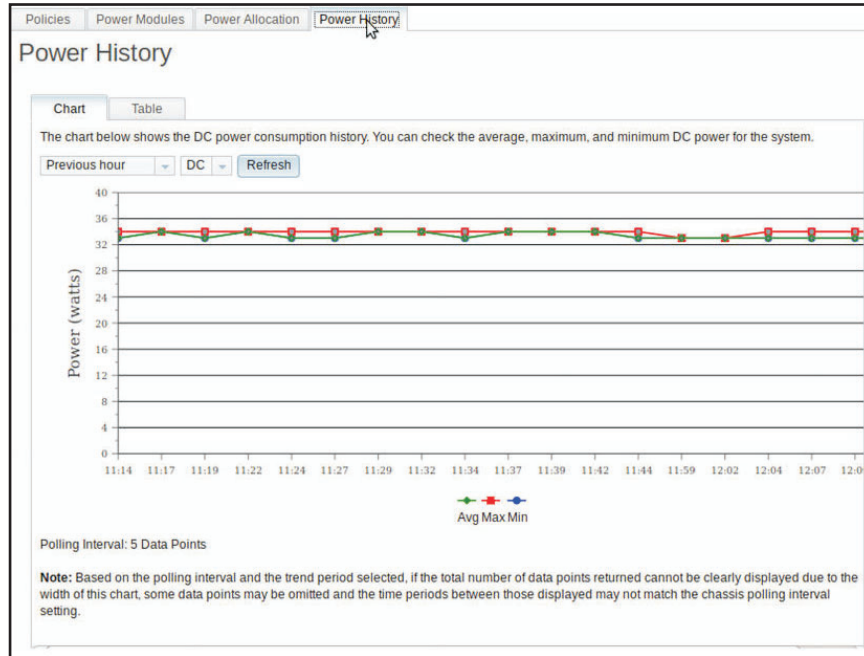 Policies Power Modules Power Allocation Power History
Power History
Chart Table
The chart below shows the DC power consumption history. You can check the average, maximum, and minimum DC power for the system.
Previous hour DC Refresh
40
36
32
28
24
20
16
12
8
4
0
Power (watts)
11:14 11:17 11:19 11:22 11:24 11:27 11:29 11:32 11:34 11:37 11:39 11:42 11:44 11:59 12:02 12:04 12:07
Avg Max Min
Polling Interval: 5 Data Points
Note: Based on the polling interval and the trend period selected, if the total number of data points returned cannot be clearly displayed due to the
width of this chart, some data points may be omitted and the time periods between those displayed may not match the chassis polling interval
setting.